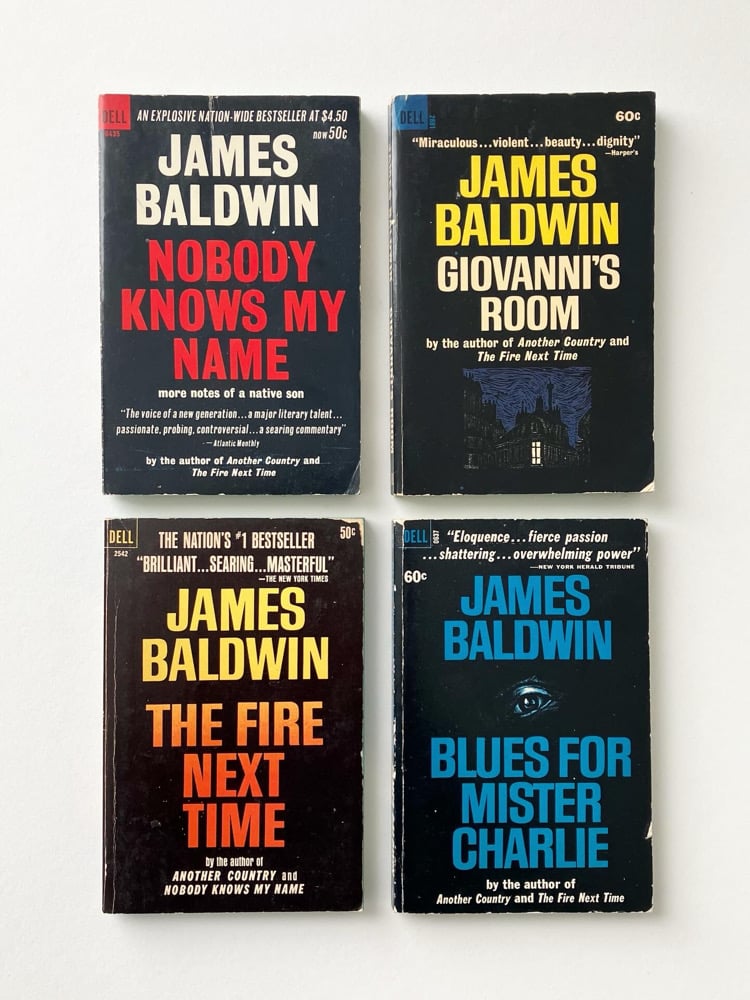 DELL
6435
AN EXPLOSIVE NATION-WIDE BESTSELLER AT $4.50
now 50c
JAMES
BALDWIN
NOBODY
KNOWS MY
NAME
more notes of a native son
"The voice of a new generation...a major literary talent...
passionate, probing, controversial...a searing commentary"
—Atlantic Monthly
by the author of Another Country and
The Fire Next Time
DELL
2881
60c
"Miraculous...violent...beauty...dignity"
—Harper's
JAMES
BALDWIN
GIOVANNI'S
ROOM
by the author of Another Country and
The Fire Next Time
DELL
2542
THE NATION'S #1 BESTSELLER
50c
"BRILLIANT...SEARING...MASTERFUL"
—THE NEW YORK TIMES
JAMES
BALDWIN
THE FIRE
NEXT
TIME
by the author of
ANOTHER COUNTRY and
NOBODY KNOWS MY NAME
DELL
0637
"Eloquence...fierce passion
...shattering...overwhelming power"
—NEW YORK HERALD TRIBUNE
60c
JAMES
BALDWIN
BLUES FOR
MISTER
CHARLIE
by the author of
Another Country and The Fire Next Time